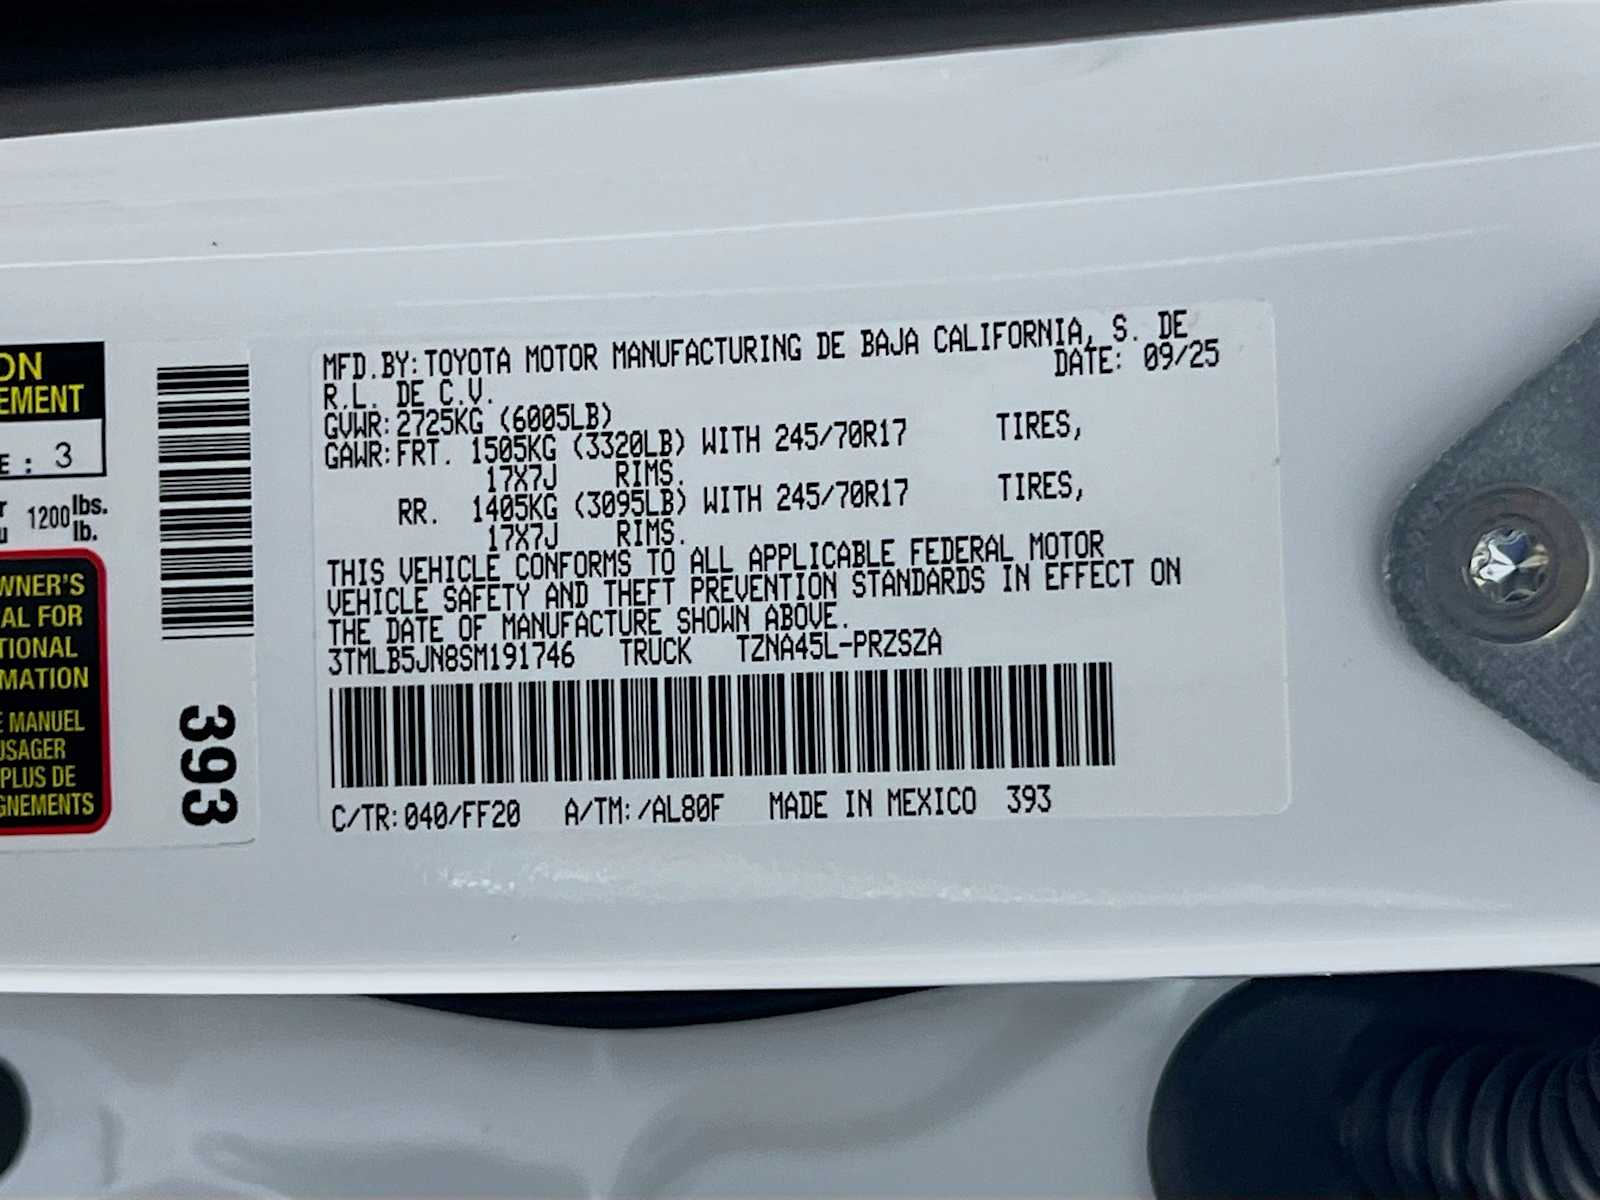 ON
EMENT
E : 3
r
u 1200 lbs.
lb.
WNER'S
AL FOR
TIONAL
MATION
E MANUEL
USAGER
PLUS DE
GNEMENTS
393
MFD.BY:TOYOTA MOTOR MANUFACTURING DE BAJA CALIFORNIA, S. DE
R.L. DE C.V. DATE: 09/25
GVWR:2725KG (6005LB)
GAWR:FRT. 1505KG (3320LB) WITH 245/70R17 TIRES,
17X7J RIMS.
RR. 1405KG (3095LB) WITH 245/70R17 TIRES,
17X7J RIMS.
THIS VEHICLE CONFORMS TO ALL APPLICABLE FEDERAL MOTOR
VEHICLE SAFETY AND THEFT PREVENTION STANDARDS IN EFFECT ON
THE DATE OF MANUFACTURE SHOWN ABOVE.
3TMLB5JN8SM191746 TRUCK TZNA45L-PRZSZA
C/TR:040/FF20 A/TM:/AL80F MADE IN MEXICO 393